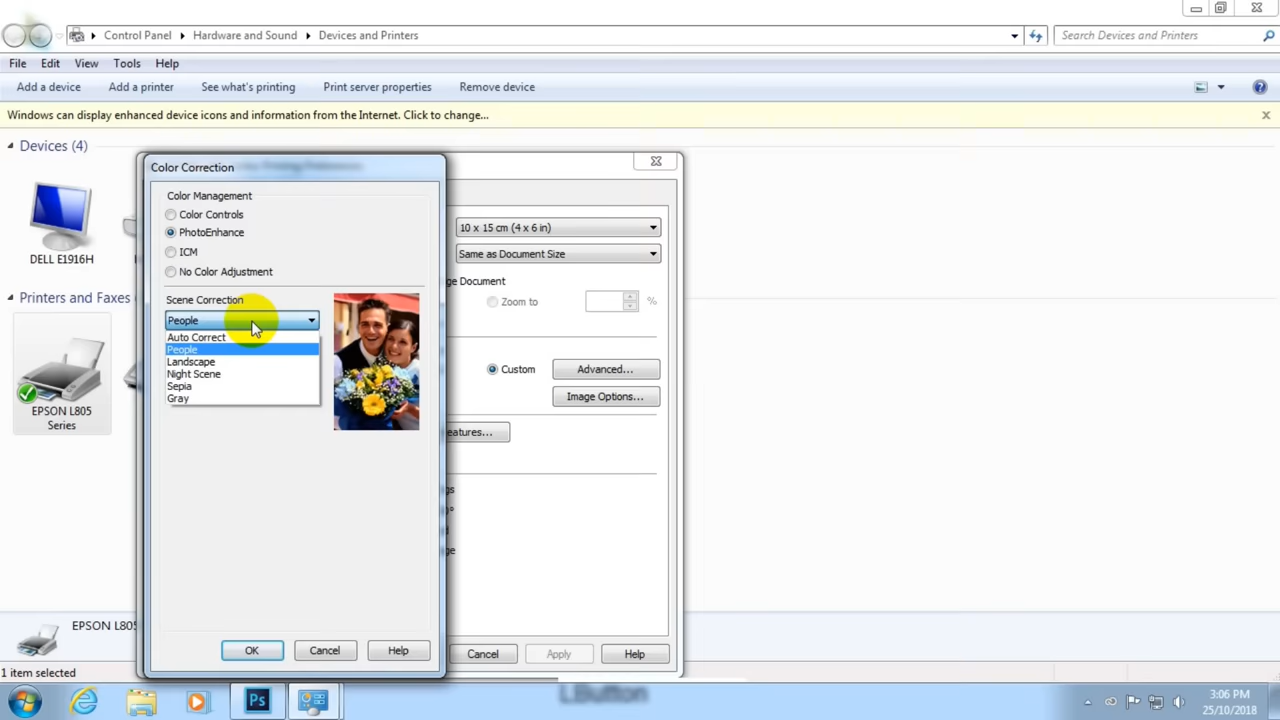 Control Panel Hardware and Sound Devices and Printers Search Devices and Printers
File Edit View Tools Help
Add a device Add a printer See what's printing Print server properties Remove device
Windows can display enhanced device icons and information from the Internet. Click to change...
Devices (4)
DELL E1916H
Printers and Faxes
EPSON L805
Series
Color Correction
Color Management
Color Controls
PhotoEnhance
ICM
No Color Adjustment
Scene Correction
People
Auto Correct
People
Landscape
Night Scene
Sepia
Gray
OK Cancel Help
10 x 15 cm (4 x 6 in)
Same as Document Size
Document
Zoom to %
Custom Advanced...
Image Options...
Cancel Apply Help
EPSON L805
1 item selected
LButton
Ps
3:06 PM
25/10/2018